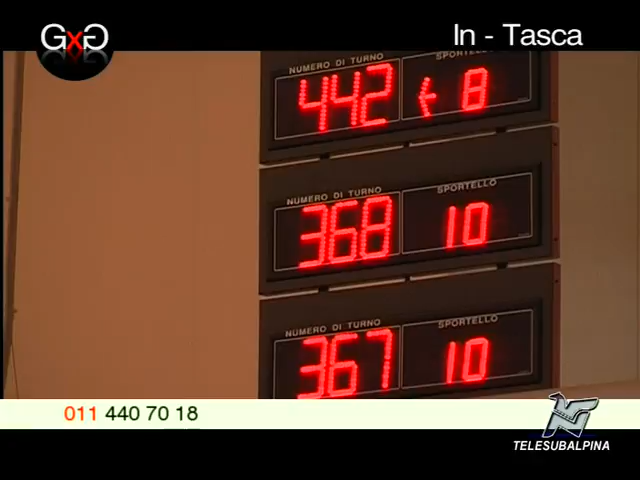 GxG
In - Tasca
NUMERO DI TURNO SPORTELLO
442 8
NUMERO DI TURNO SPORTELLO
368 10
NUMERO DI TURNO SPORTELLO
367 10
011 440 70 18
TELESUBALPINA